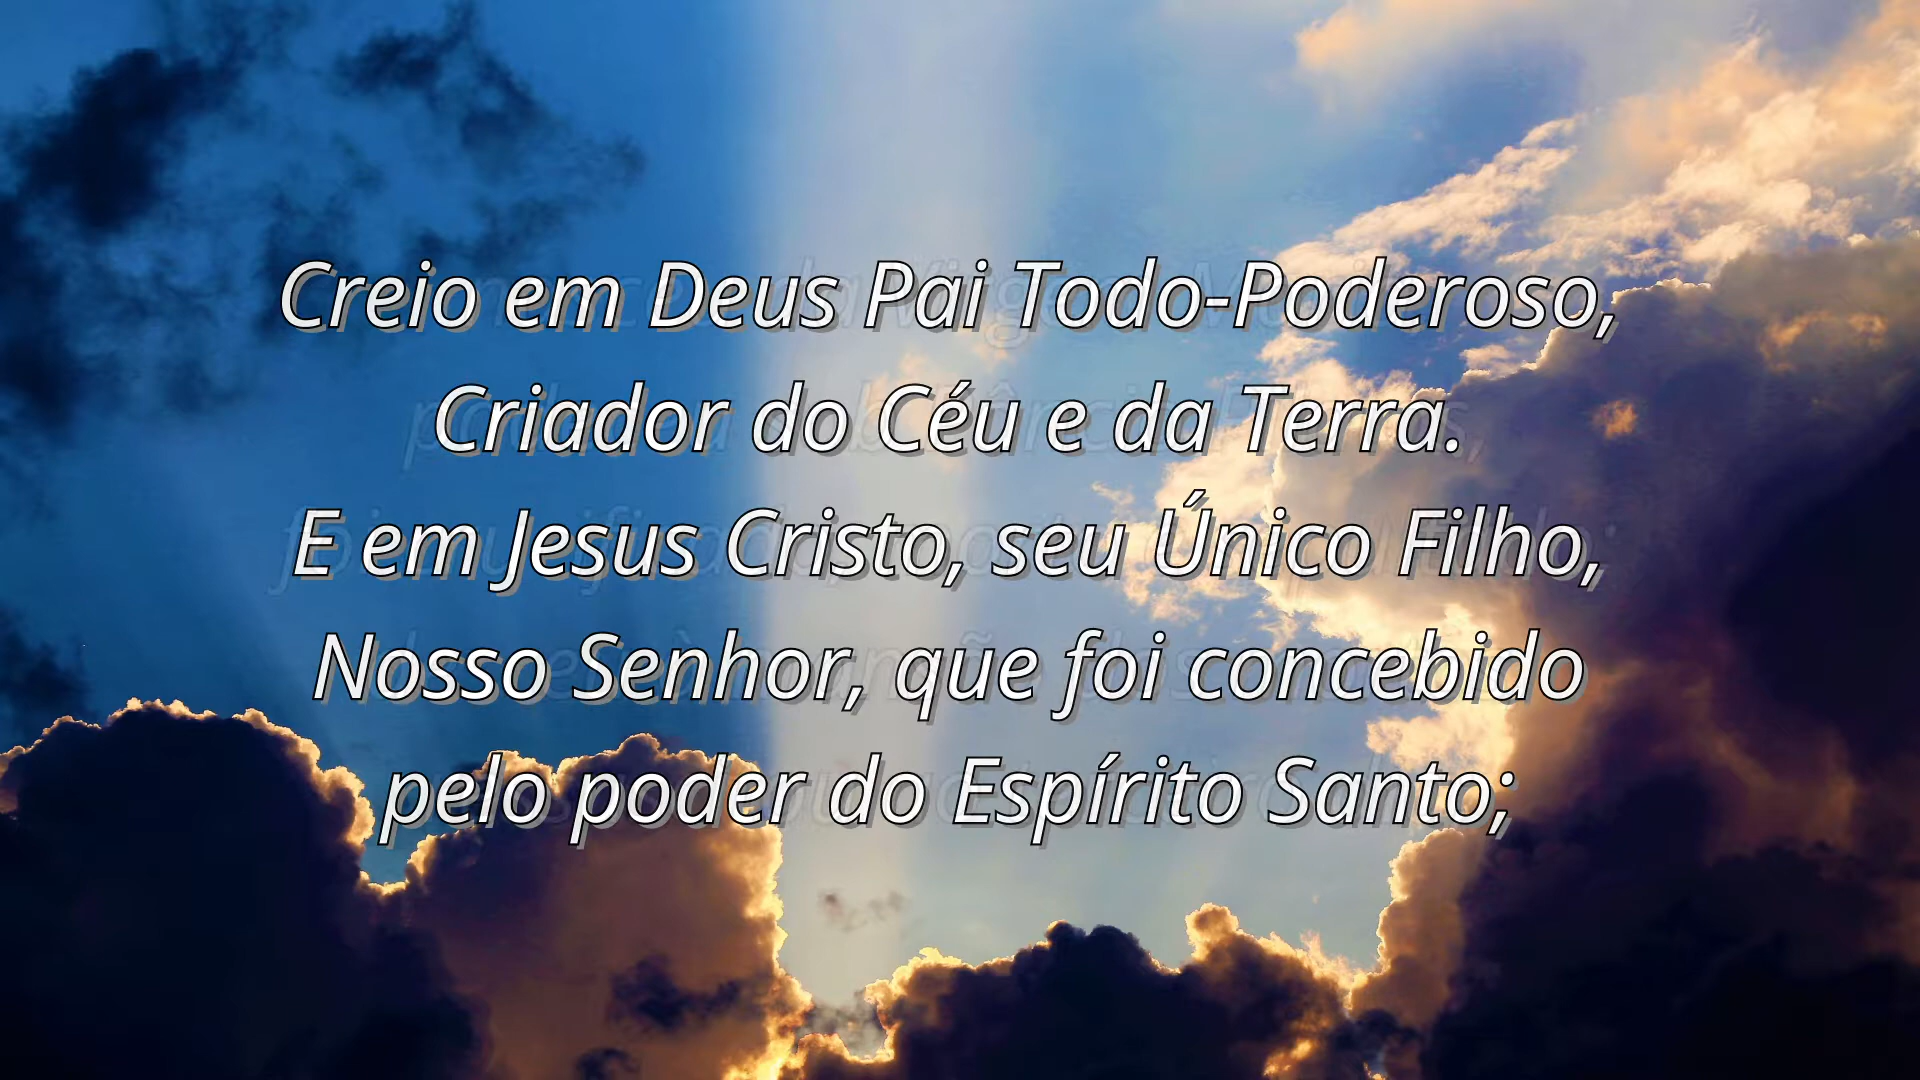 Creio em Deus Pai Todo-Poderoso,
Criador do Céu e da Terra.
E em Jesus Cristo, seu Único Filho,
Nosso Senhor, que foi concebido
pelo poder do Espírito Santo;